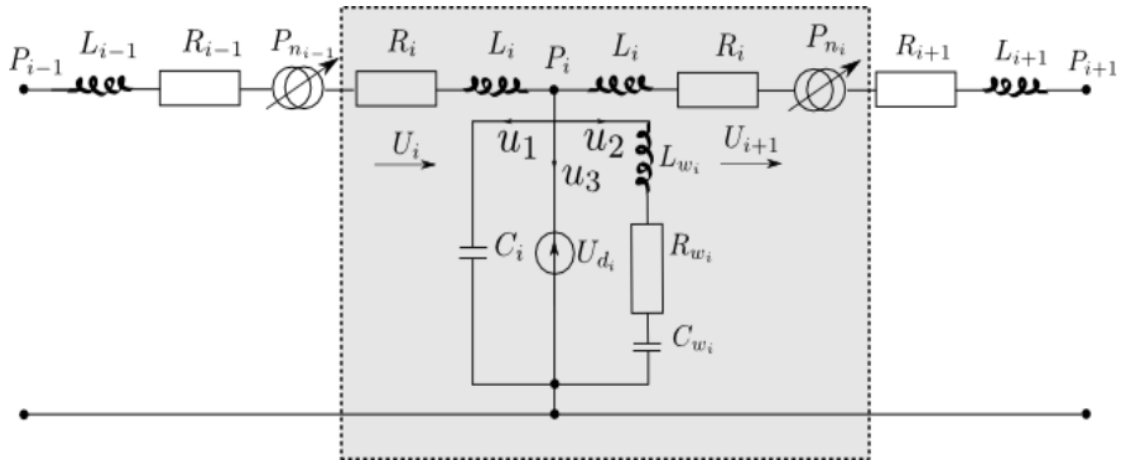 P_{i-1} L_{i-1} R_{i-1} P_{n_{i-1}} R_i L_i P_i L_i R_i P_{n_i} R_{i+1} L_{i+1} P_{i+1}
U_i u_1 u_2 L_{w_i} U_{i+1}
u_3
C_i U_{d_i} R_{w_i}
C_{w_i}